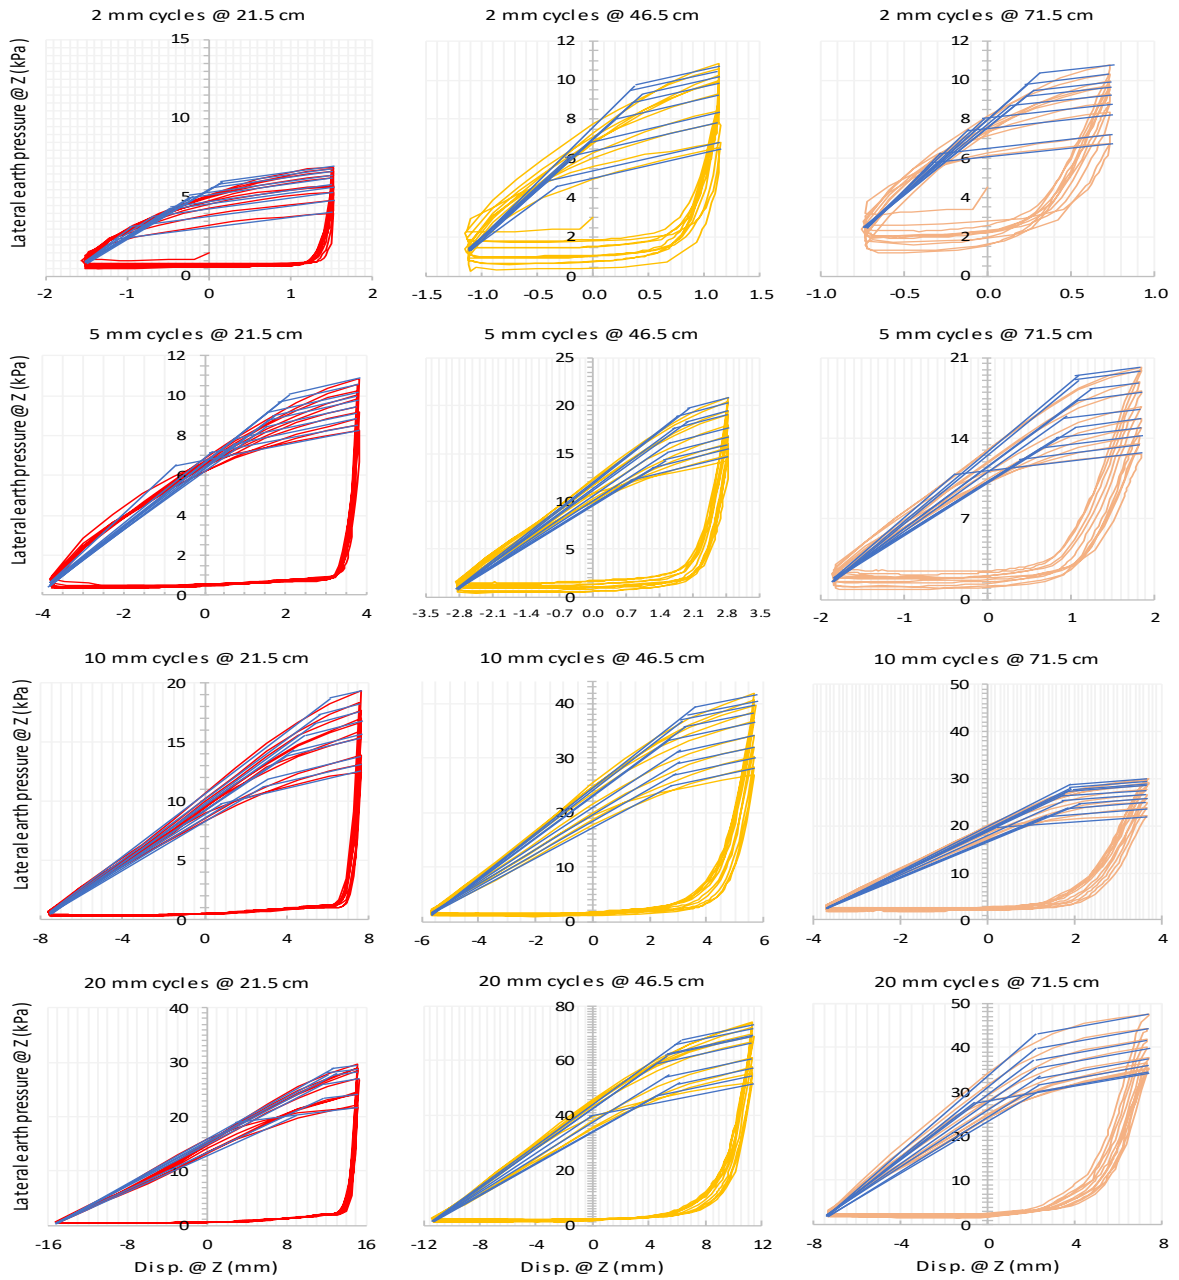 2 mm cycles @ 21.5 cm
2 mm cycles @ 46.5 cm
2 mm cycles @ 71.5 cm
Lateral earth pressure @ Z (kPa)
15
10
5
0
-2 -1 0 1 2
12
10
8
6
4
2
0
-1.5 -1.0 -0.5 0.0 0.5 1.0 1.5
12
10
8
6
4
2
0
-1.0 -0.5 0.0 0.5 1.0
5 mm cycles @ 21.5 cm
5 mm cycles @ 46.5 cm
5 mm cycles @ 71.5 cm
Lateral earth pressure @ Z (kPa)
12
10
8
6
4
2
0
-4 -2 0 2 4
25
20
15
10
5
0
-3.5 -2.8 -2.1 -1.4 -0.7 0.0 0.7 1.4 2.1 2.8 3.5
21
14
7
0
-2 -1 0 1 2
10 mm cycles @ 21.5 cm
10 mm cycles @ 46.5 cm
10 mm cycles @ 71.5 cm
Lateral earth pressure @ Z (kPa)
20
15
10
5
0
-8 -4 0 4 8
40
30
20
10
0
-6 -4 -2 0 2 4 6
50
40
30
20
10
0
-4 -2 0 2 4
20 mm cycles @ 21.5 cm
20 mm cycles @ 46.5 cm
20 mm cycles @ 71.5 cm
Lateral earth pressure @ Z (kPa)
40
30
20
10
0
-16 -8 0 8 16
80
60
40
20
0
-12 -8 -4 0 4 8 12
50
40
30
20
10
0
-8 -4 0 4 8
Disp. @ Z (mm)
Disp. @ Z (mm)
Disp. @ Z (mm)